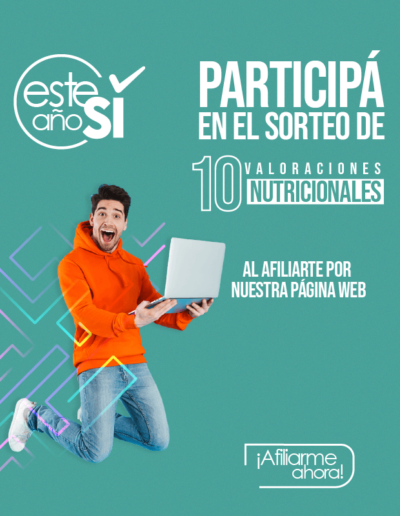 este
año SÍ
PARTICIPÁ
EN EL SORTEO DE
10 VALORACIONES
NUTRICIONALES
AL AFILIARTE POR
NUESTRA PÁGINA WEB
¡Afiliarme
ahora!